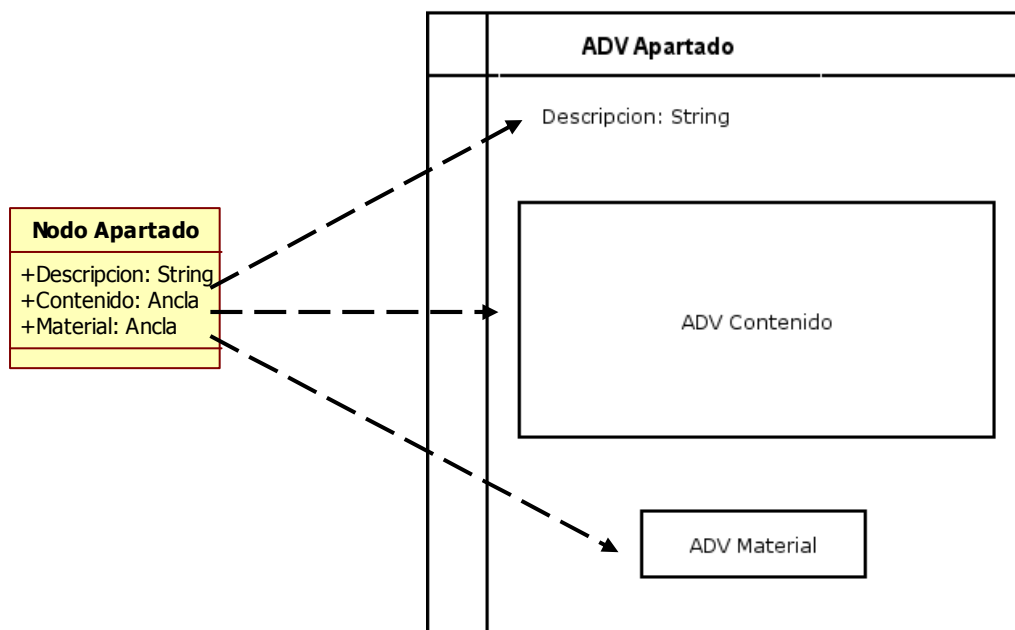 ADV Apartado
Descripcion: String
Nodo Apartado
+Descripcion: String
+Contenido: Ancla
+Material: Ancla
ADV Contenido
ADV Material